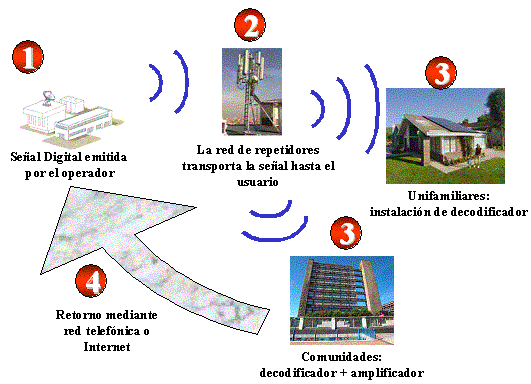 1
Señal Digital emitida
por el operador
2
La red de repetidores
transporta la señal hasta el
usuario
3
Unifamiliares:
instalación de decodificador
3
Comunidades:
decodificador + amplificador
4
Retorno mediante
red telefónica o
Internet